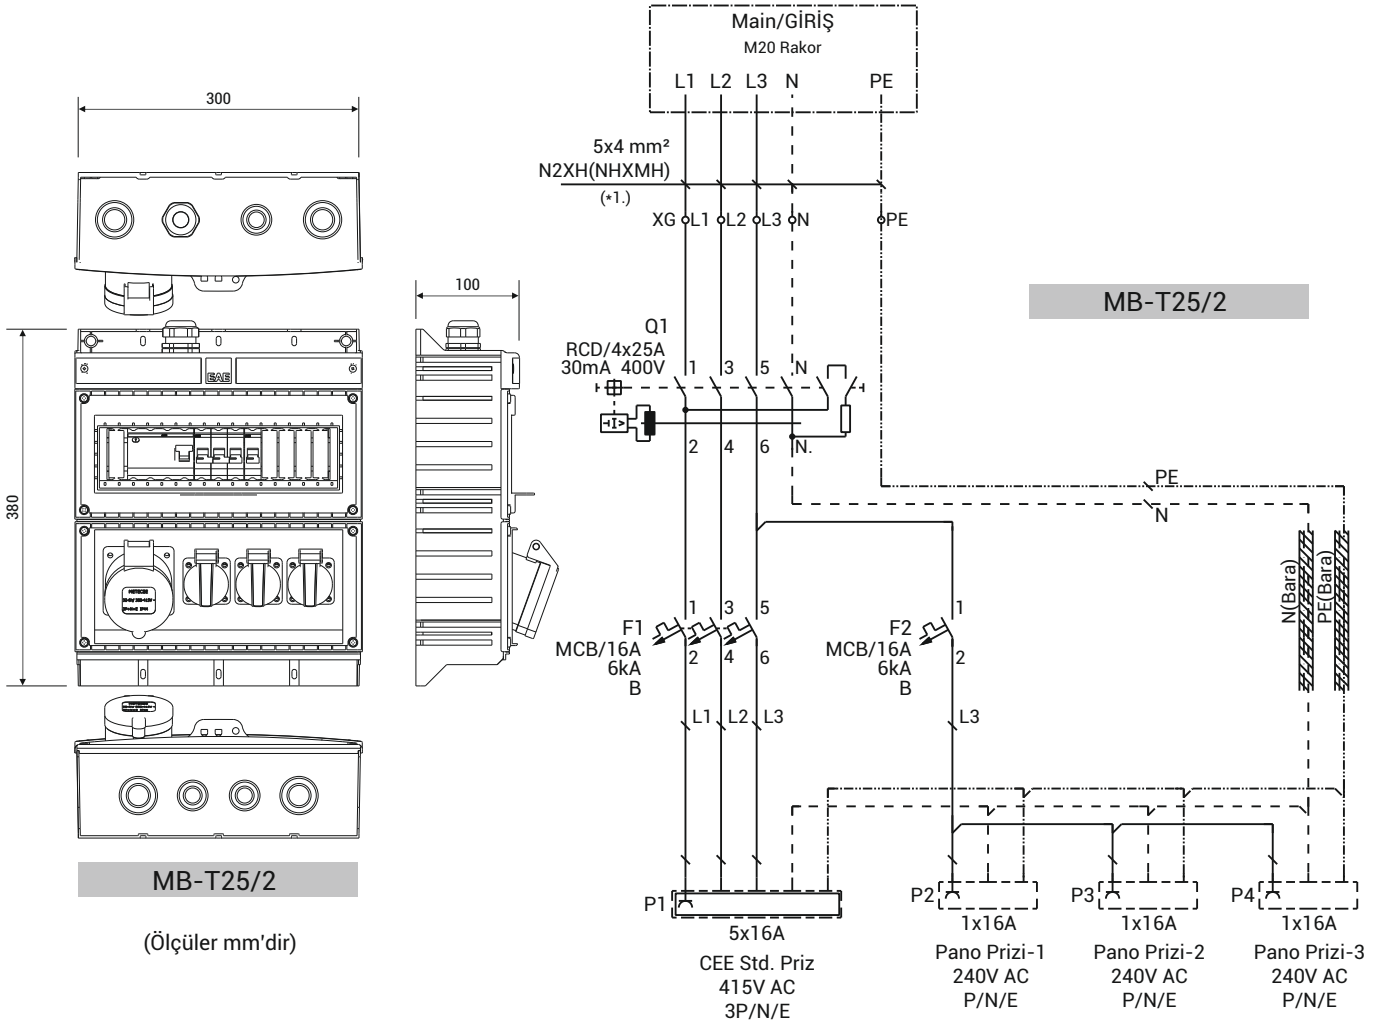 Main/GİRİŞ
M20 Rakor
L1 L2 L3 N PE
5x4 mm²
N2XH(NHXMH)
(*1.)
XG L1 L2 L3 N PE
300
100
380
EAE
MB-T25/2
Q1
RCD/4x25A
30mA 400V
1 3 5 N
I>
2 4 6 N.
PE
N
N(Bara)
PE(Bara)
F1
MCB/16A
6kA
B
1 3 5
2 4 6
F2
MCB/16A
6kA
B
1
2
L1 L2 L3
L3
P1
5x16A
CEE Std. Priz
415V AC
3P/N/E
P2
1x16A
Pano Prizi-1
240V AC
P/N/E
P3
1x16A
Pano Prizi-2
240V AC
P/N/E
P4
1x16A
Pano Prizi-3
240V AC
P/N/E
MB-T25/2
(Ölçüler mm'dir)